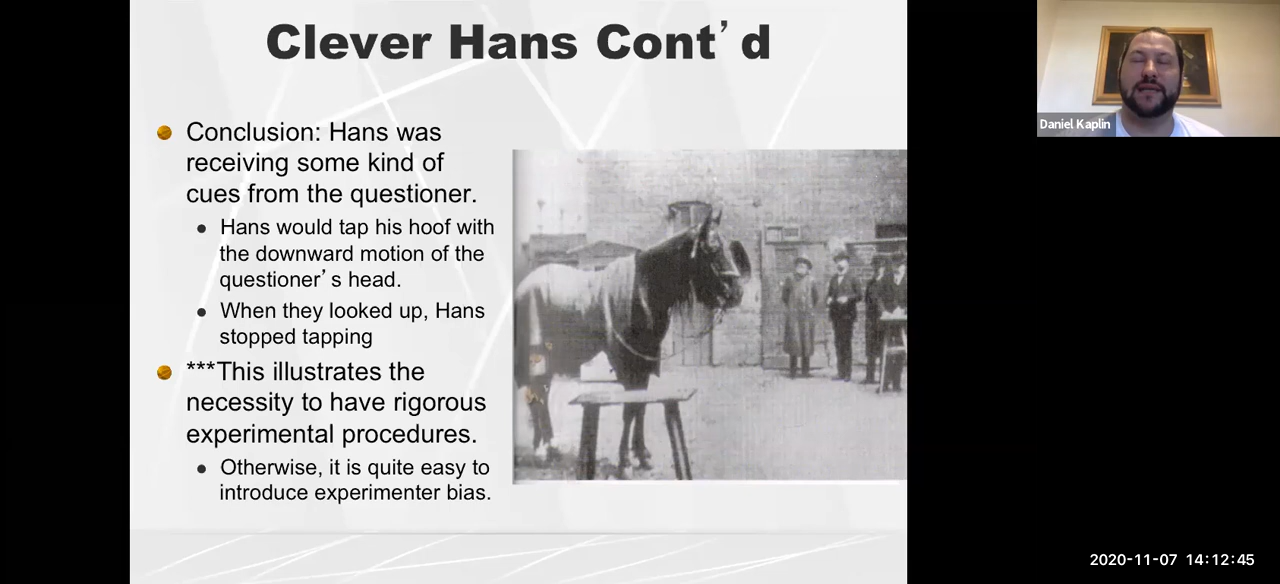 Clever Hans Cont’d
Conclusion: Hans was
receiving some kind of
cues from the questioner.
Hans would tap his hoof with
the downward motion of the
questioner’s head.
When they looked up, Hans
stopped tapping
***This illustrates the
necessity to have rigorous
experimental procedures.
Otherwise, it is quite easy to
introduce experimenter bias.
Daniel Kaplin
2020-11-07 14:12:45